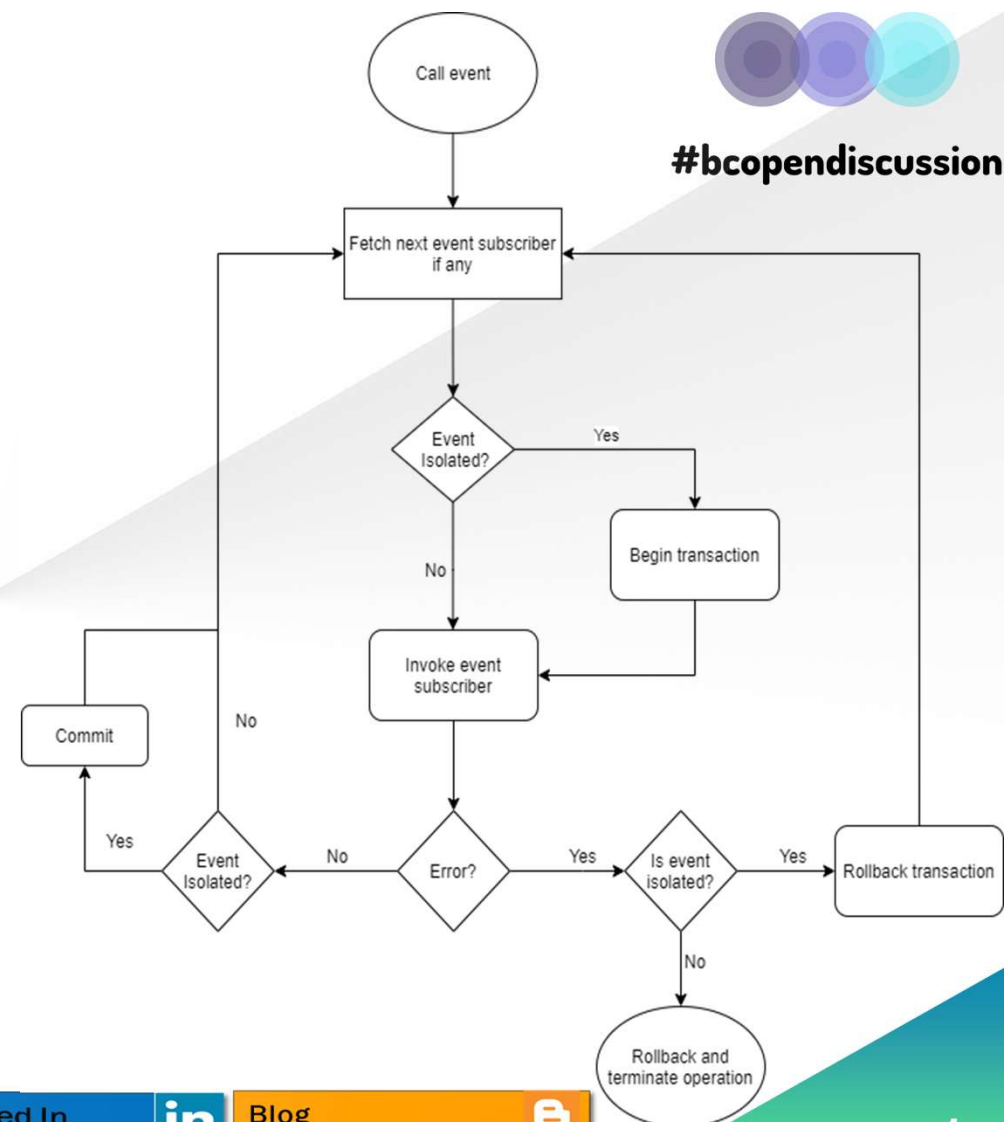 Call event
#bcopendiscussion
Fetch next event subscriber
if any
Event
Isolated?
Yes
No
Begin transaction
Invoke event
subscriber
Commit
No
Yes
Event
Isolated?
No
Error?
Yes
Is event
isolated?
Yes
Rollback transaction
No
Rollback and
terminate operation
ed In
in
Blog